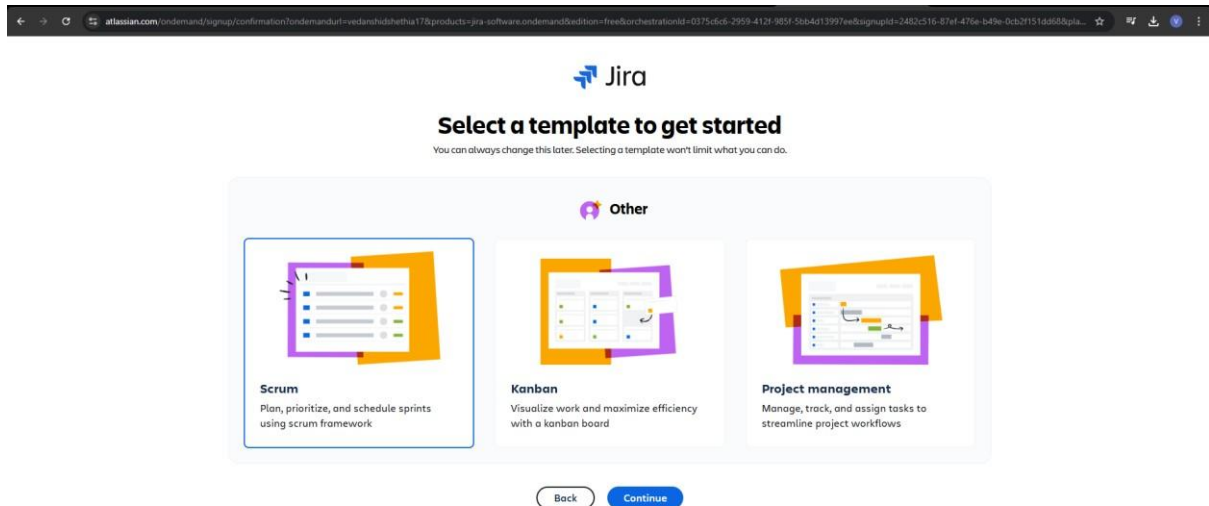 atlassian.com/ondemand/signup/confirmation?ondemandurl=vedanshidshethia17&products=jira-software.ondemand&edition=free&orchestrationId=0375c6c6-2959-412f-985f-5bb4d13997ee&signupId=2482c516-87ef-476e-b49e-0cb2f151dd68&pla...
V
Jira
Select a template to get started
You can always change this later. Selecting a template won't limit what you can do.
Other
Scrum
Plan, prioritize, and schedule sprints
using scrum framework
Kanban
Visualize work and maximize efficiency
with a kanban board
Project management
Manage, track, and assign tasks to
streamline project workflows
Back
Continue